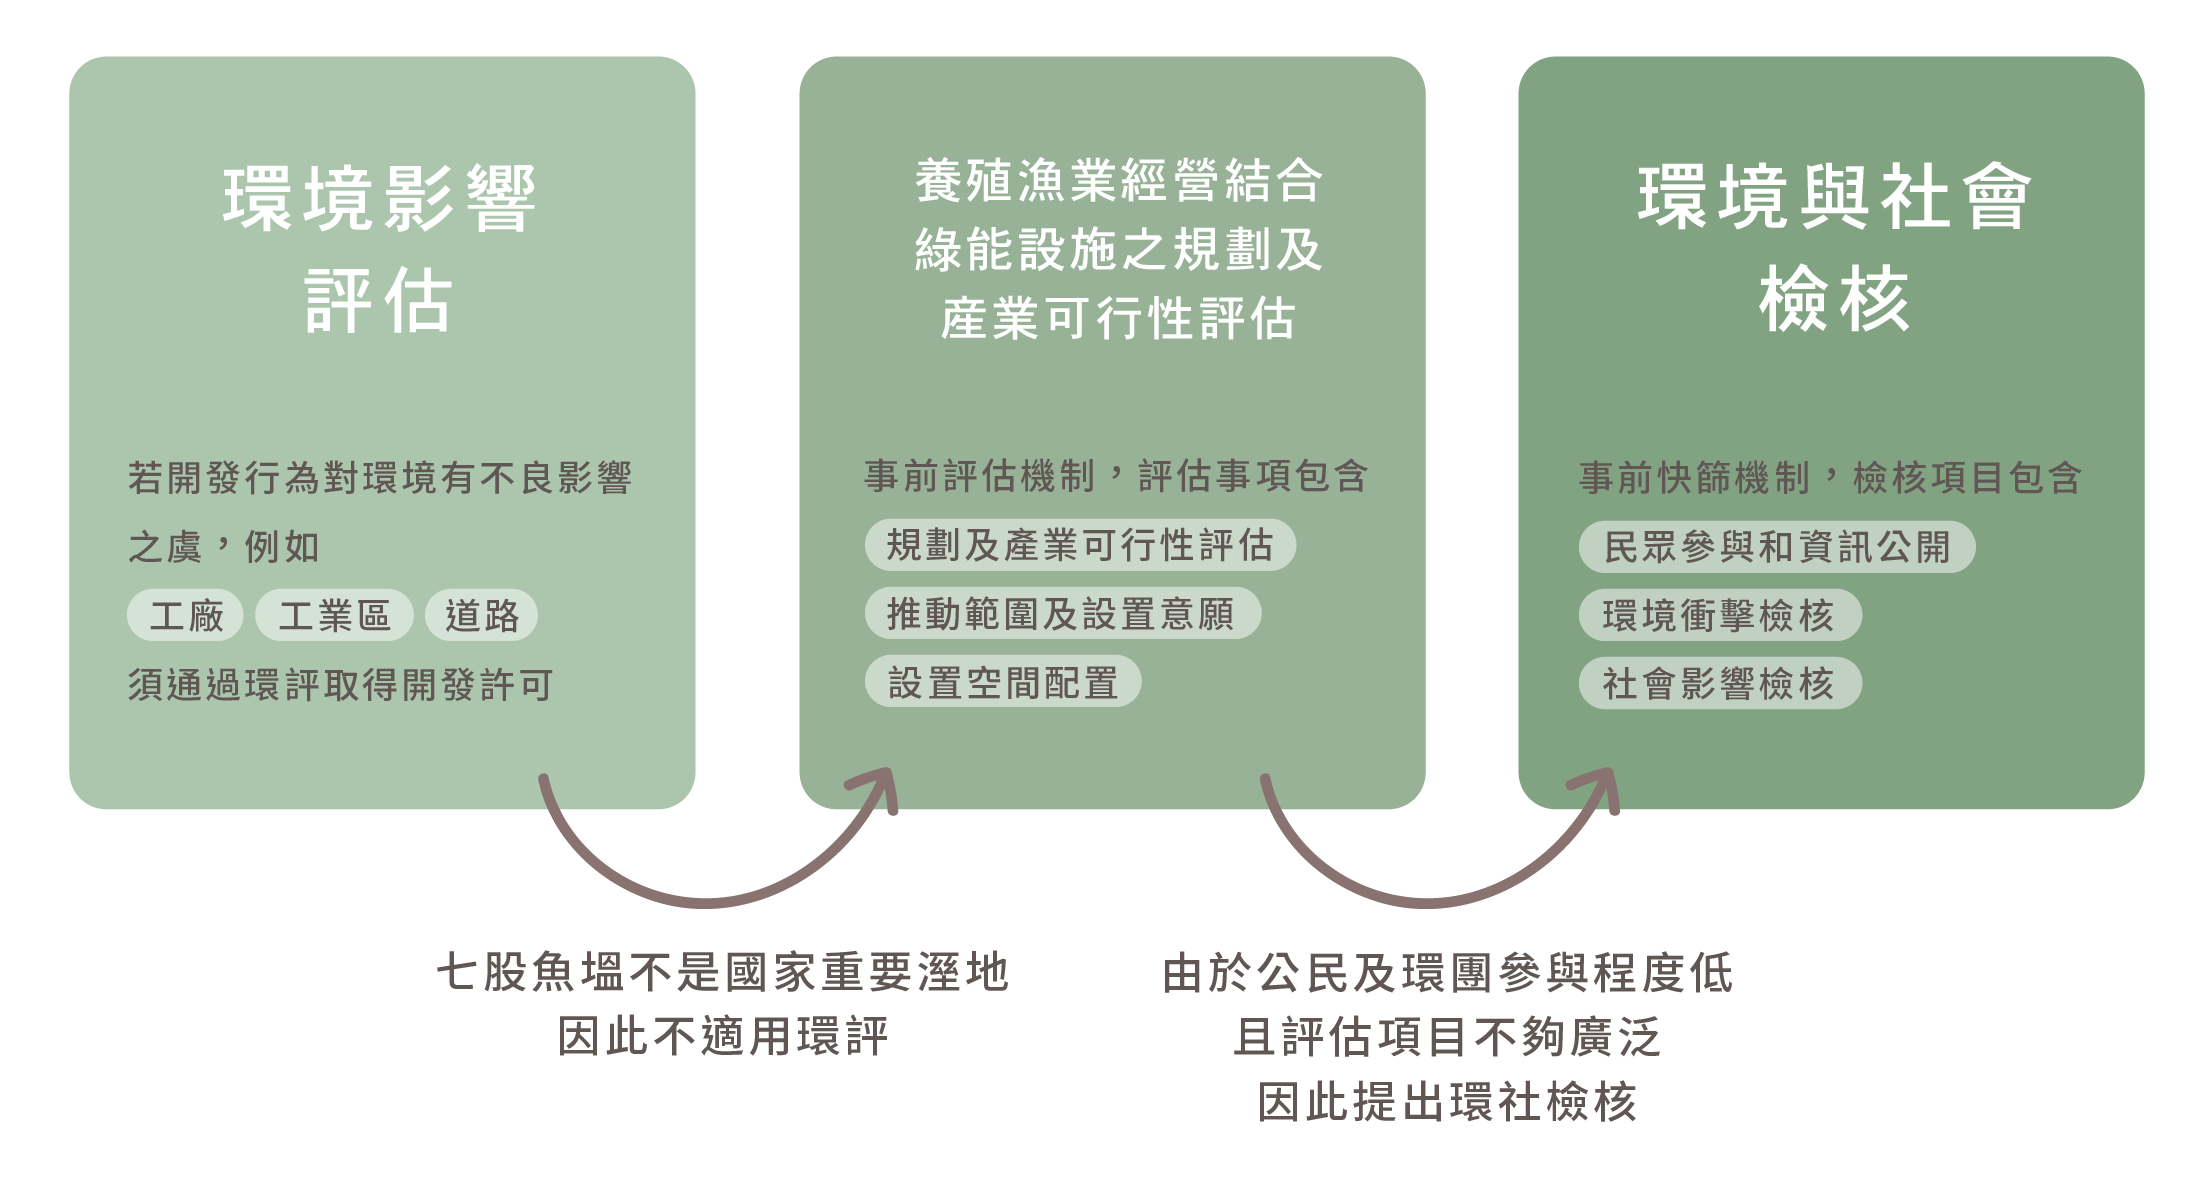 環境影響
評估
若開發行為對環境有不良影響
之虞，例如
工廠 工業區 道路
須通過環評取得開發許可
養殖漁業經營結合
綠能設施之規劃及
産業可行性評估
事前評估機制，評估事項包含
規劃及產業可行性評估
推動範圍及設置意願
設置空間配置
環境與社會
檢核
事前快篩機制，檢核項目包含
民眾參與和資訊公開
環境衝擊檢核
社會影響檢核
七股魚塭不是國家重要溼地
因此不適用環評
由於公民及環團參與程度低
且評估項目不夠廣泛
因此提出環社檢核